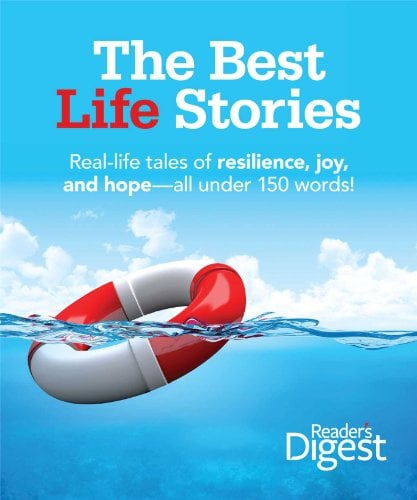 The Best
Life Stories
Real-life tales of resilience, joy,
and hope—all under 150 words!
Reader's
Digest